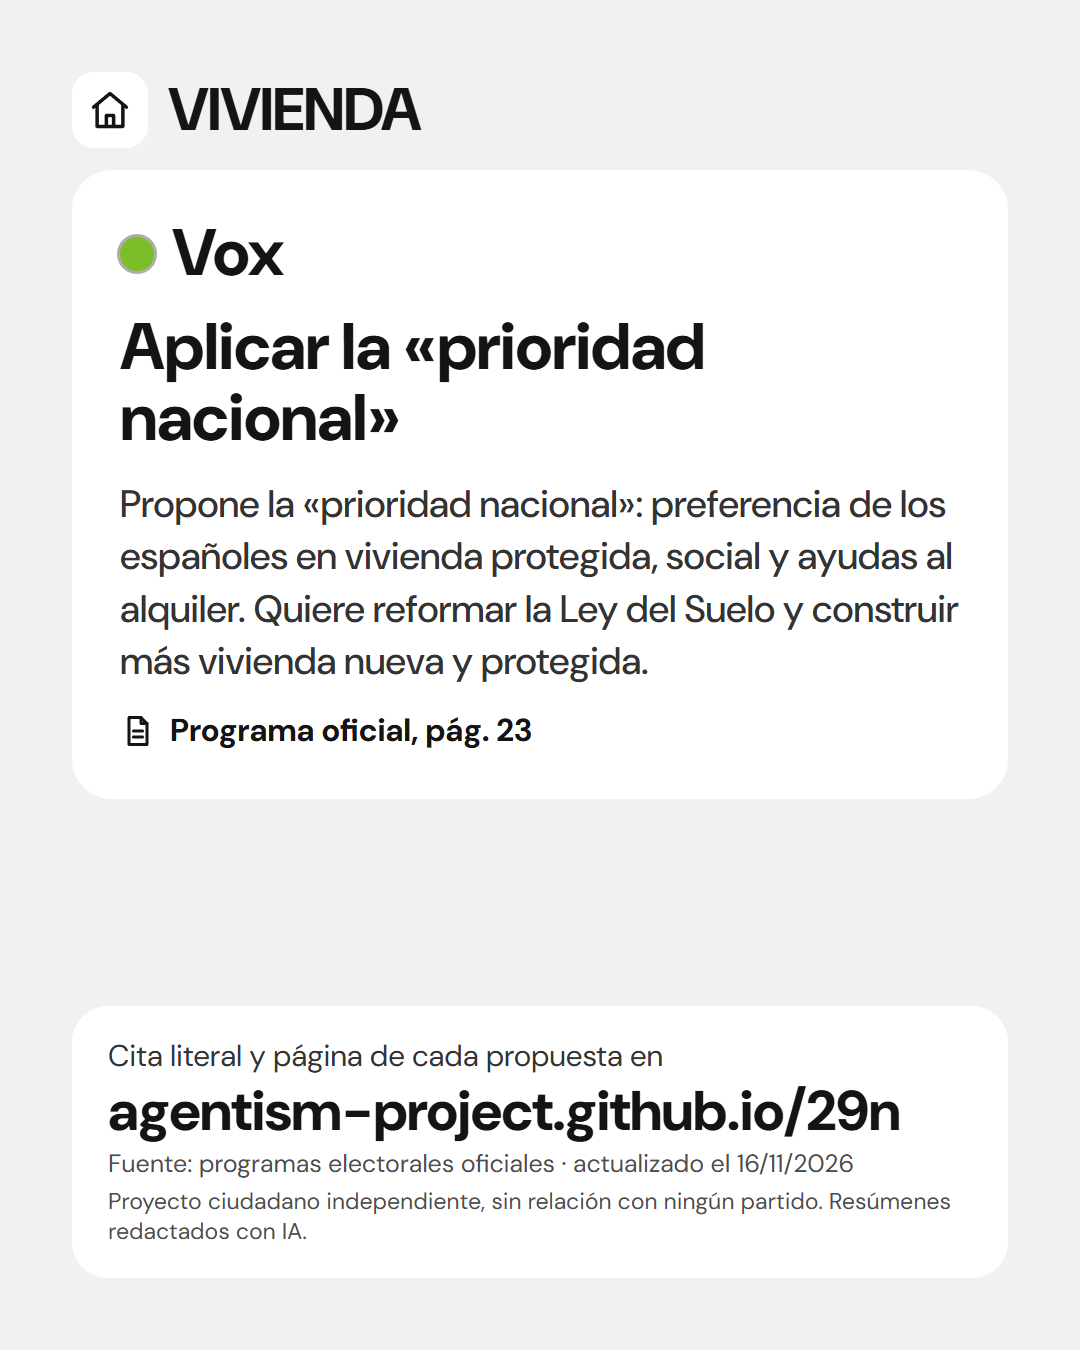 VIVIENDA
Vox
Aplicar la «prioridad
nacional»
Propone la «prioridad nacional»: preferencia de los
españoles en vivienda protegida, social y ayudas al
alquiler. Quiere reformar la Ley del Suelo y construir
más vivienda nueva y protegida.
Programa oficial, pág. 23
Cita literal y página de cada propuesta en
agentism-project.github.io/29n
Fuente: programas electorales oficiales · actualizado el 16/11/2026
Proyecto ciudadano independiente, sin relación con ningún partido. Resúmenes
redactados con IA.